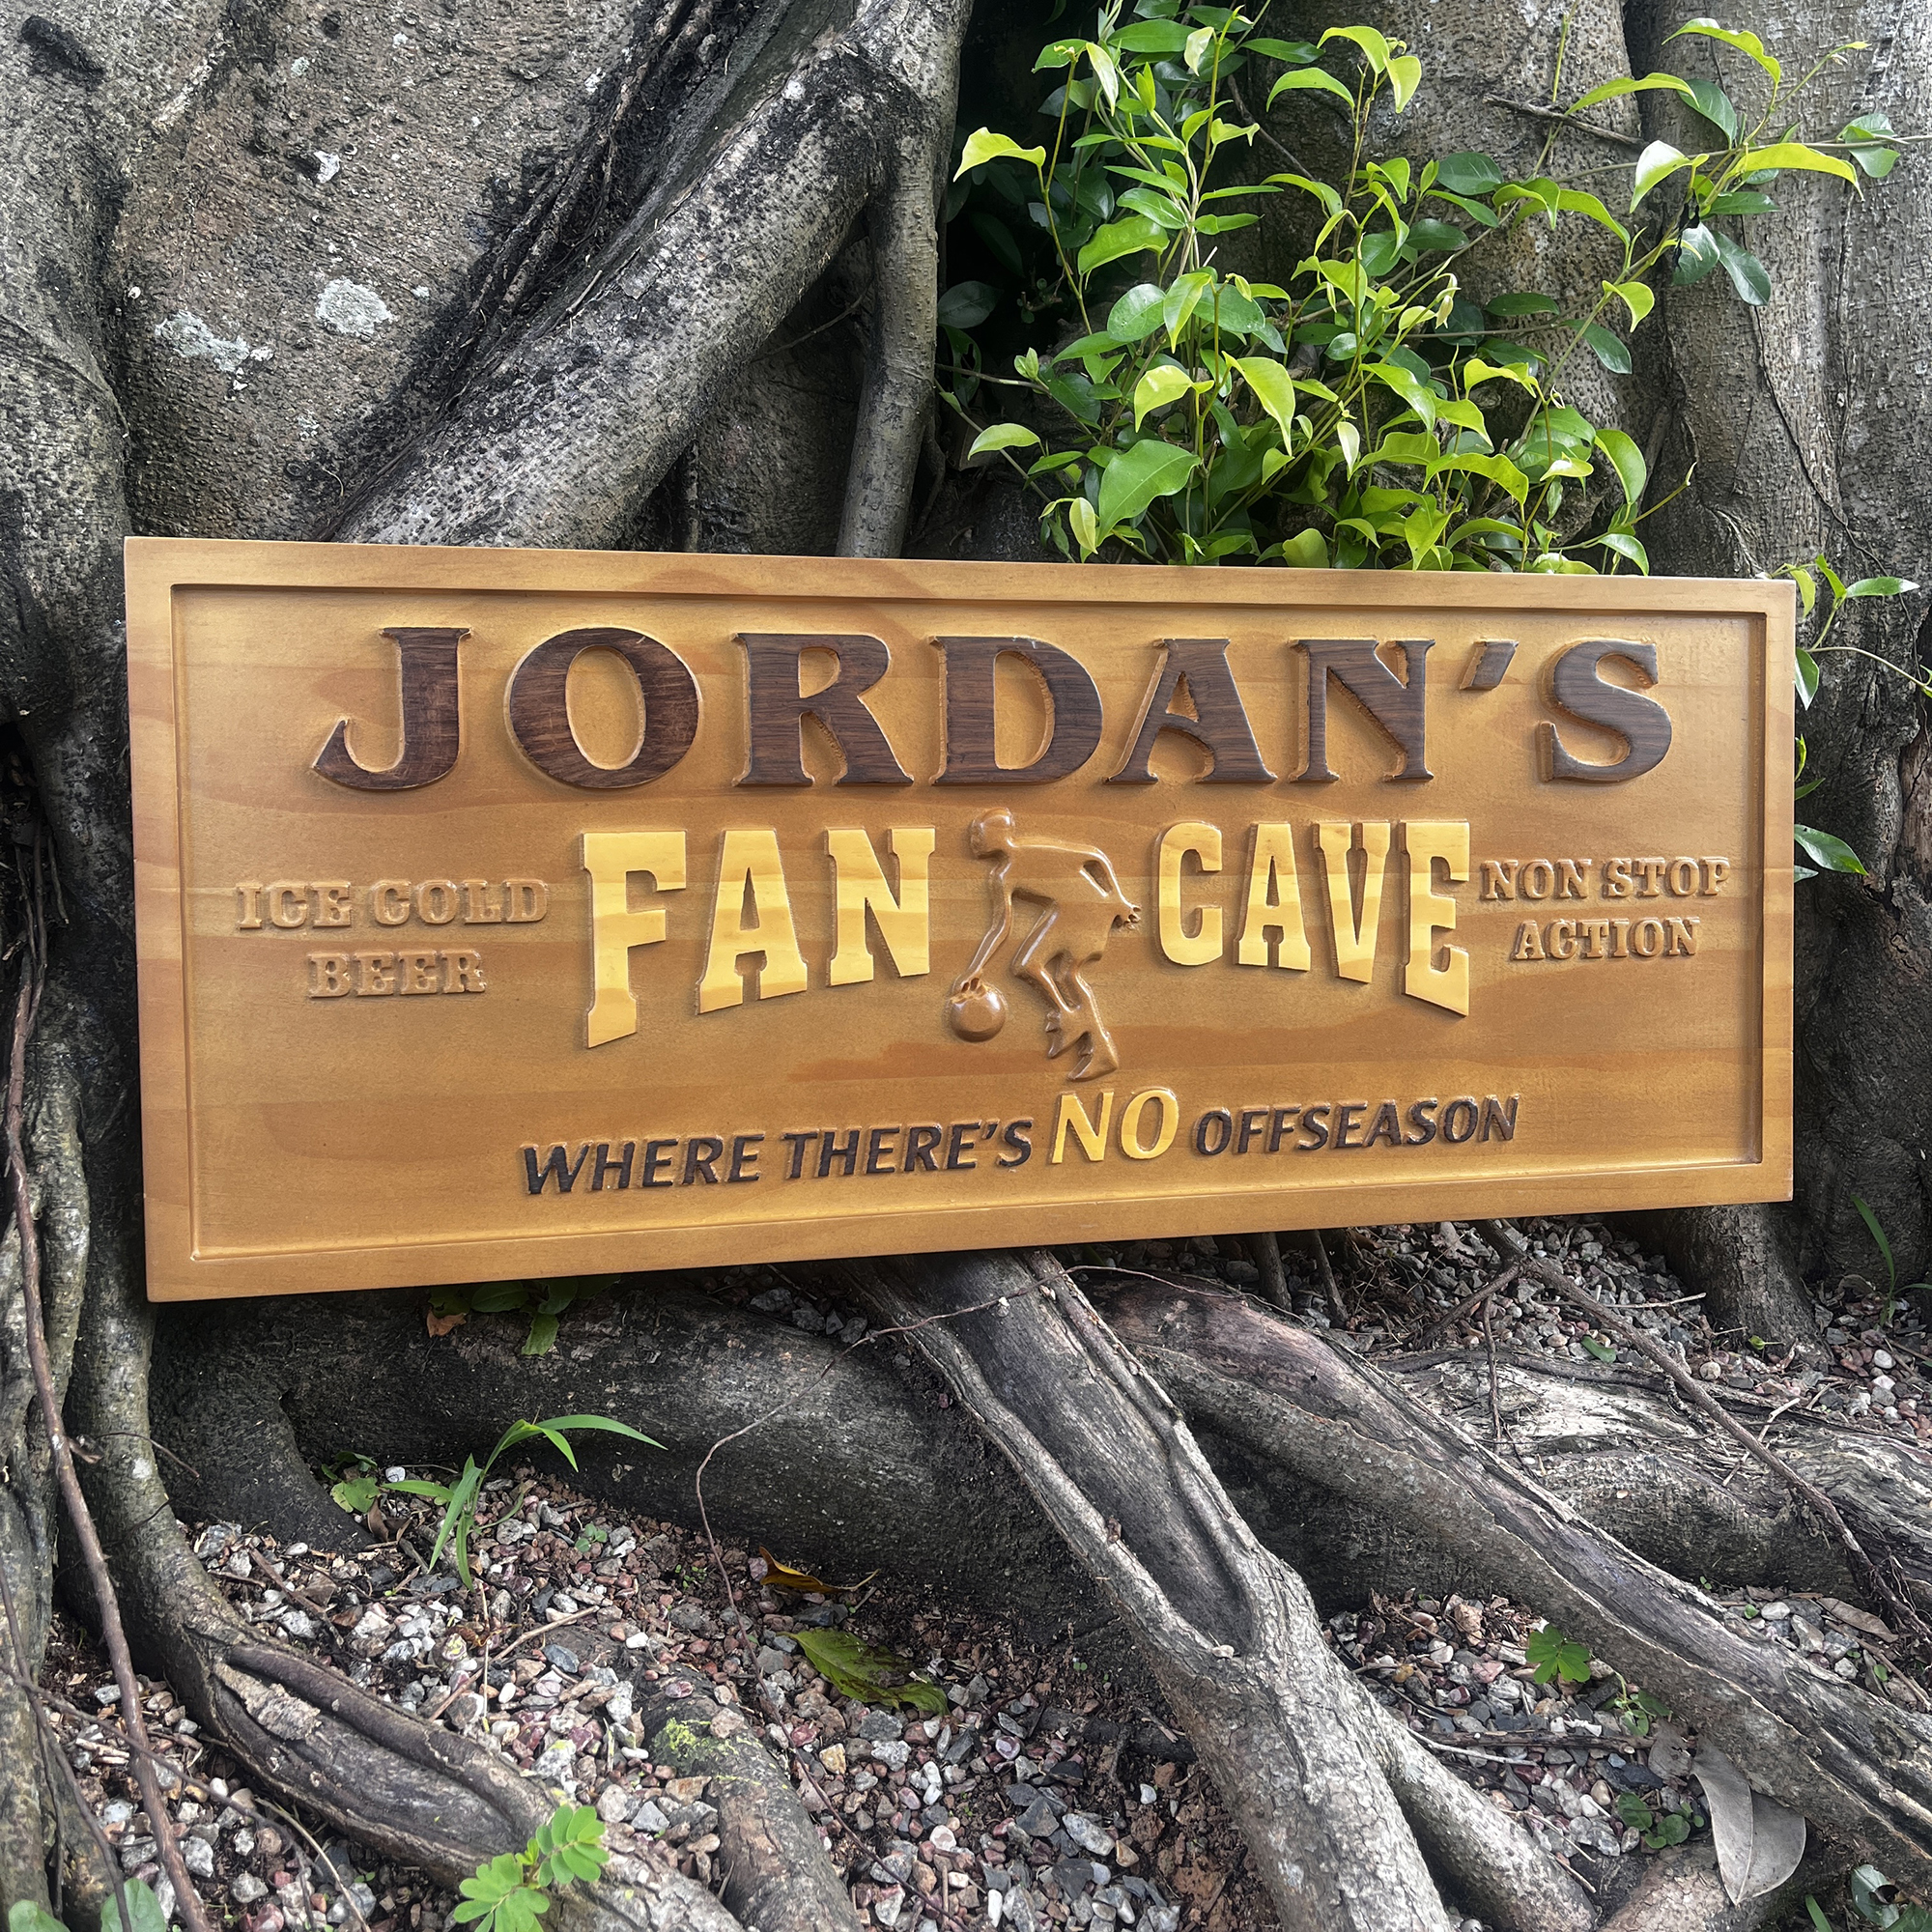 JORDAN'S
ICE COLD
BEER
FAN CAVE
NON STOP
ACTION
WHERE THERE'S NO OFFSEASON